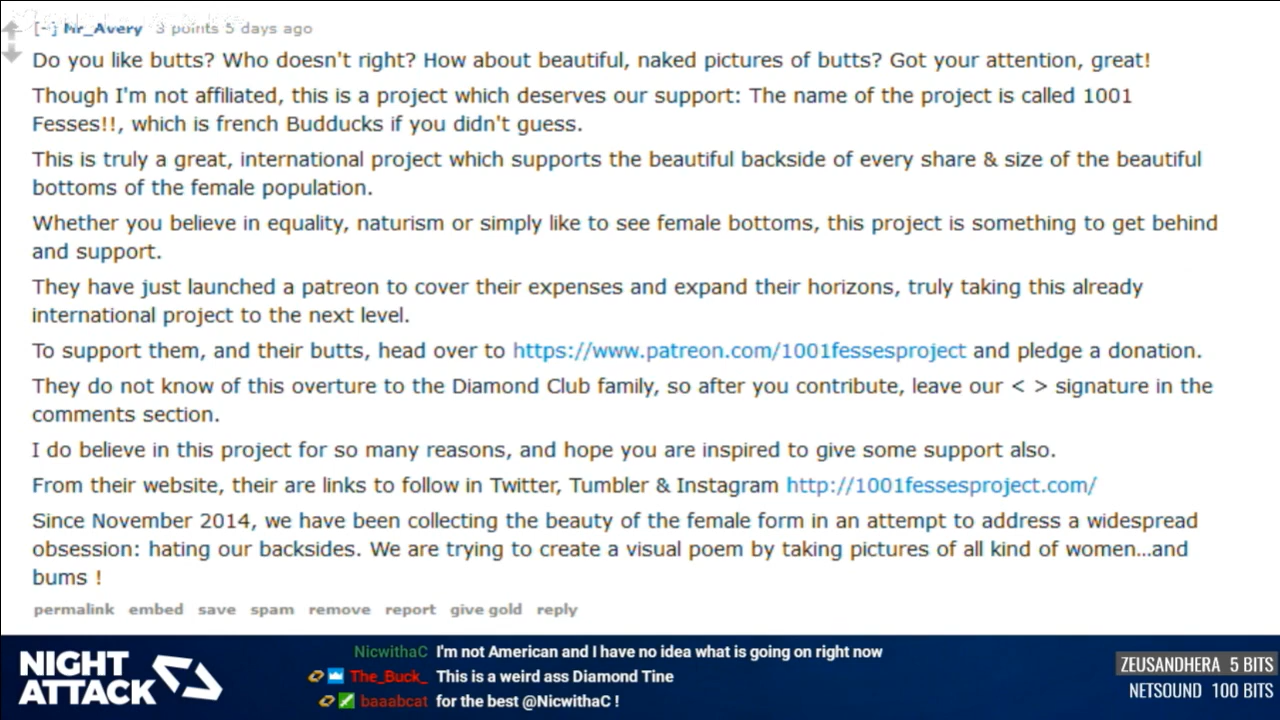 [-] Mr_Avery 3 points 5 days ago
Do you like butts? Who doesn't right? How about beautiful, naked pictures of butts? Got your attention, great!
Though I'm not affiliated, this is a project which deserves our support: The name of the project is called 1001
Fesses!!, which is french Budducks if you didn't guess.
This is truly a great, international project which supports the beautiful backside of every share & size of the beautiful
bottoms of the female population.
Whether you believe in equality, naturism or simply like to see female bottoms, this project is something to get behind
and support.
They have just launched a patreon to cover their expenses and expand their horizons, truly taking this already
international project to the next level.
To support them, and their butts, head over to https://www.patreon.com/1001fessesproject and pledge a donation.
They do not know of this overture to the Diamond Club family, so after you contribute, leave our < > signature in the
comments section.
I do believe in this project for so many reasons, and hope you are inspired to give some support also.
From their website, their are links to follow in Twitter, Tumbler & Instagram http://1001fessesproject.com/
Since November 2014, we have been collecting the beauty of the female form in an attempt to address a widespread
obsession: hating our backsides. We are trying to create a visual poem by taking pictures of all kind of women...and
bums !
permalink embed save spam remove report give gold reply
NIGHT
ATTACK
NicwithaC I'm not American and I have no idea what is going on right now
The_Buck_ This is a weird ass Diamond Tine
baaabcat for the best @NicwithaC !
ZEUSANDHERA 5 BITS
NETSOUND 100 BITS